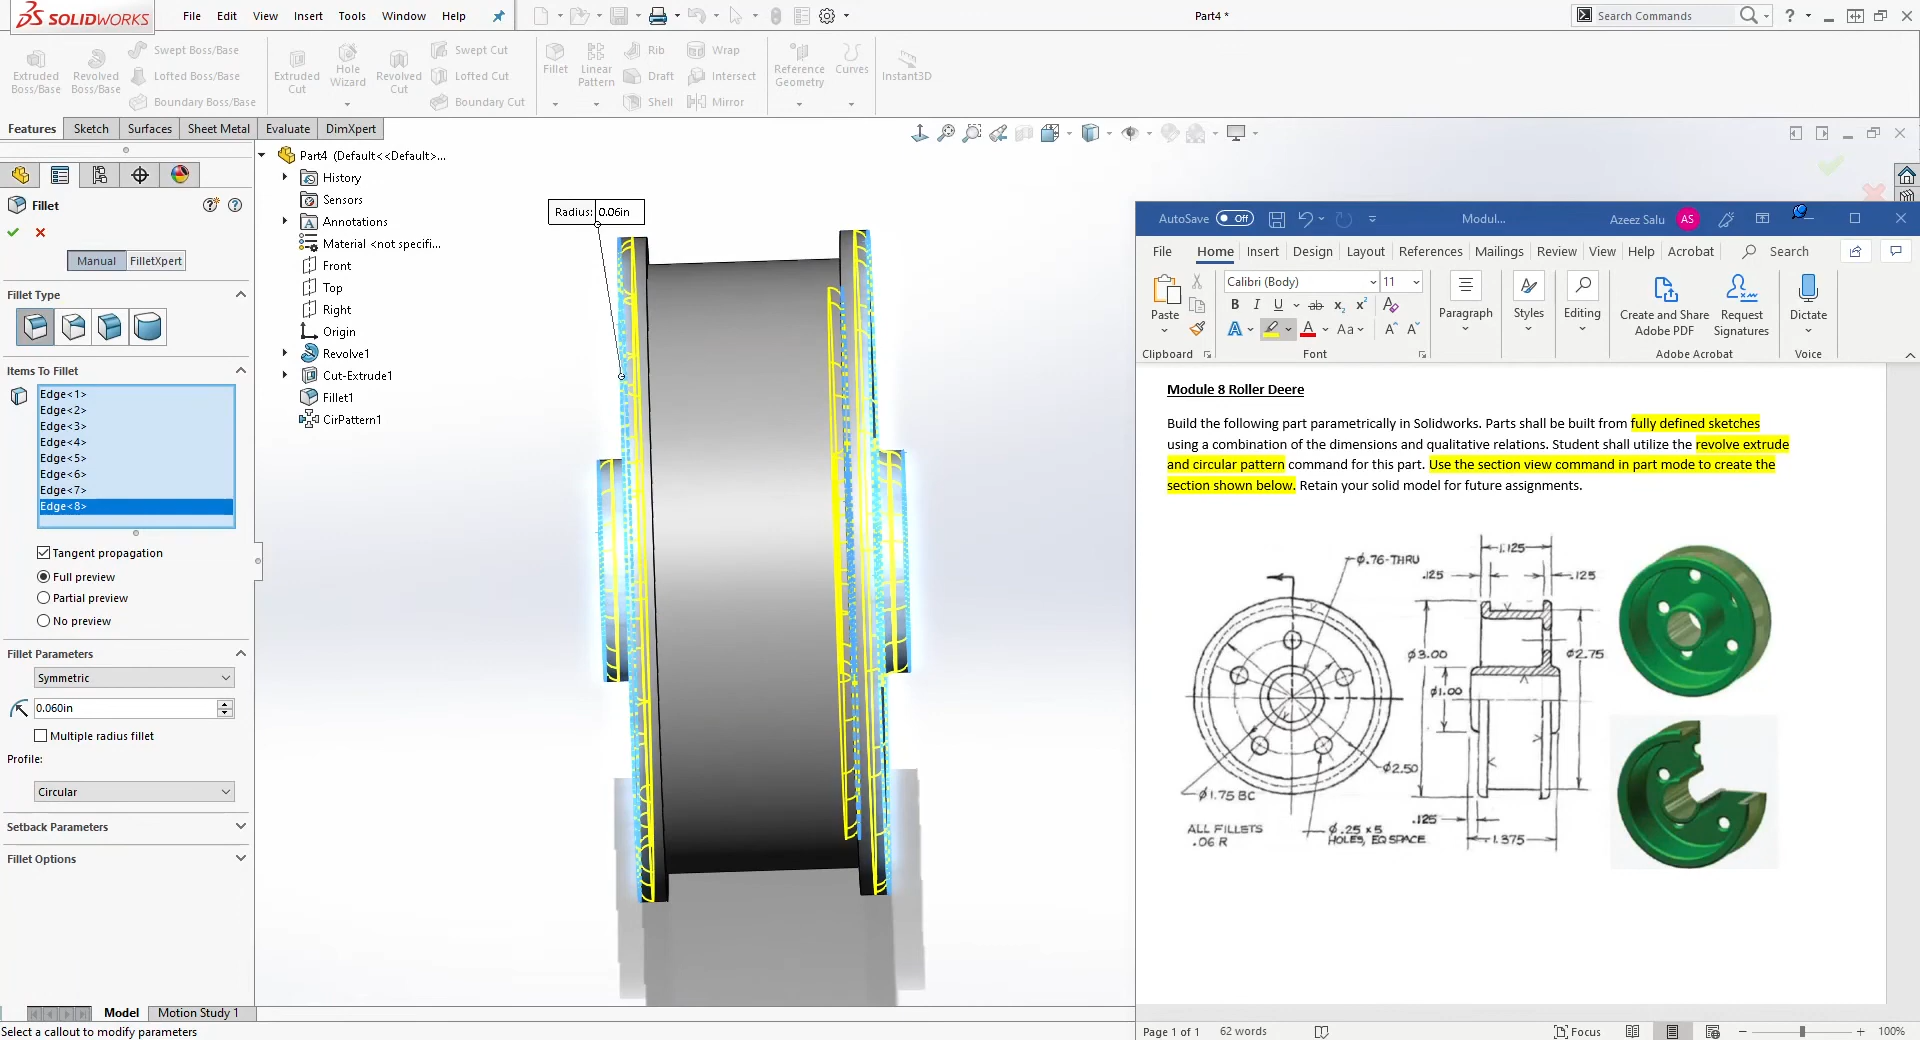 SOLIDWORKS
File Edit View Insert Tools Window Help
Part4 *
Search Commands
Extruded Boss/Base
Revolved Boss/Base
Swept Boss/Base
Lofted Boss/Base
Boundary Boss/Base
Extruded Cut
Hole Wizard
Revolved Cut
Swept Cut
Lofted Cut
Boundary Cut
Fillet
Linear Pattern
Rib
Draft
Shell
Wrap
Intersect
Mirror
Reference Geometry
Curves
Instant3D
Features Sketch Surfaces Sheet Metal Evaluate DimXpert
Fillet
Manual FilletXpert
Fillet Type
Items To Fillet
Edge<1>
Edge<2>
Edge<3>
Edge<4>
Edge<5>
Edge<6>
Edge<7>
Edge<8>
Tangent propagation
Full preview
Partial preview
No preview
Fillet Parameters
Symmetric
0.060in
Multiple radius fillet
Profile:
Circular
Setback Parameters
Fillet Options
Part4 (Default<<Default>...
History
Sensors
Annotations
Material <not specifi...
Front
Top
Right
Origin
Revolve1
Cut-Extrude1
Fillet1
CirPattern1
Radius: 0.06in
Model Motion Study 1
Select a callout to modify parameters
AutoSave Off
Modul...
Azeez Salu AS
File Home Insert Design Layout References Mailings Review View Help Acrobat Search
Paste
Clipboard
Calibri (Body) 11
B I U ab x₂ x² A
A A Aa A A
Font
Paragraph
Styles
Editing
Create and Share Adobe PDF
Request Signatures
Adobe Acrobat
Dictate
Voice
Module 8 Roller Deere
Build the following part parametrically in Solidworks. Parts shall be built from fully defined sketches
using a combination of the dimensions and qualitative relations. Student shall utilize the revolve extrude
and circular pattern command for this part. Use the section view command in part mode to create the
section shown below. Retain your solid model for future assignments.
1.125
Ø.76-THRU
.125
.125
Ø3.00
Ø2.75
Ø1.00
Ø2.50
Ø1.75 BC
.125
1.375
ALL FILLETS
.06 R
Ø.25 x 5
HOLES, EQ SPACE
Page 1 of 1 62 words
Focus
100%